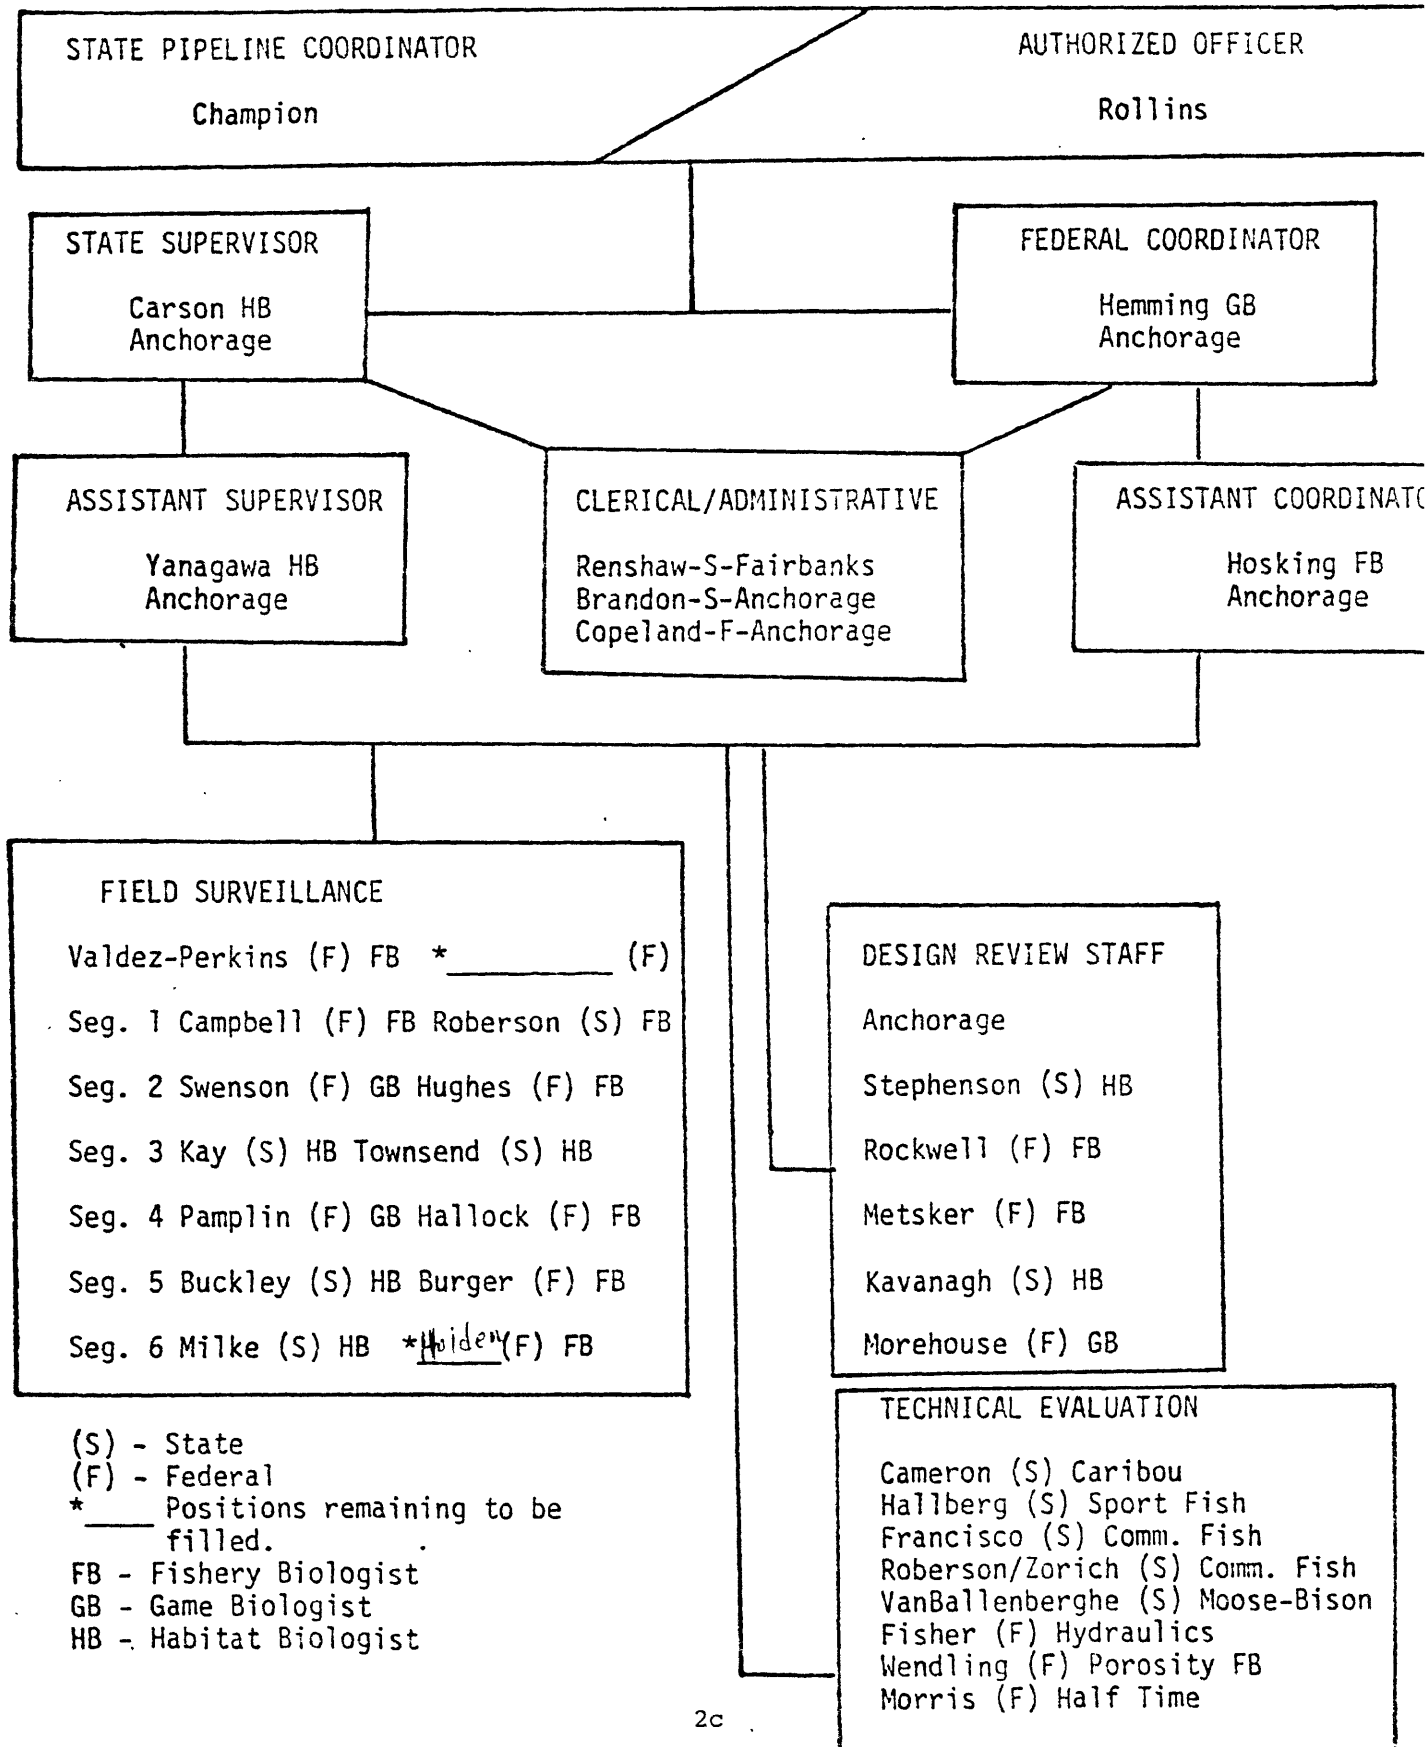 STATE PIPELINE COORDINATOR
Champion
AUTHORIZED OFFICER
Rollins
STATE SUPERVISOR
Carson HB
Anchorage
FEDERAL COORDINATOR
Hemming GB
Anchorage
ASSISTANT SUPERVISOR
Yanagawa HB
Anchorage
CLERICAL/ADMINISTRATIVE
Renshaw-S-Fairbanks
Brandon-S-Anchorage
Copeland-F-Anchorage
ASSISTANT COORDINATO
Hosking FB
Anchorage
FIELD SURVEILLANCE
Valdez-Perkins (F) FB *__________ (F)
Seg. 1 Campbell (F) FB Roberson (S) FB
Seg. 2 Swenson (F) GB Hughes (F) FB
Seg. 3 Kay (S) HB Townsend (S) HB
Seg. 4 Pamplin (F) GB Hallock (F) FB
Seg. 5 Buckley (S) HB Burger (F) FB
Seg. 6 Milke (S) HB * (F) FB
(S) - State
(F) - Federal
*____ Positions remaining to be
filled.
FB - Fishery Biologist
GB - Game Biologist
HB - Habitat Biologist
DESIGN REVIEW STAFF
Anchorage
Stephenson (S) HB
Rockwell (F) FB
Metsker (F) FB
Kavanagh (S) HB
Morehouse (F) GB
TECHNICAL EVALUATION
Cameron (S) Caribou
Hallberg (S) Sport Fish
Francisco (S) Comm. Fish
Roberson/Zorich (S) Comm. Fish
VanBallenberghe (S) Moose-Bison
Fisher (F) Hydraulics
Wendling (F) Porosity FB
Morris (F) Half Time
2c